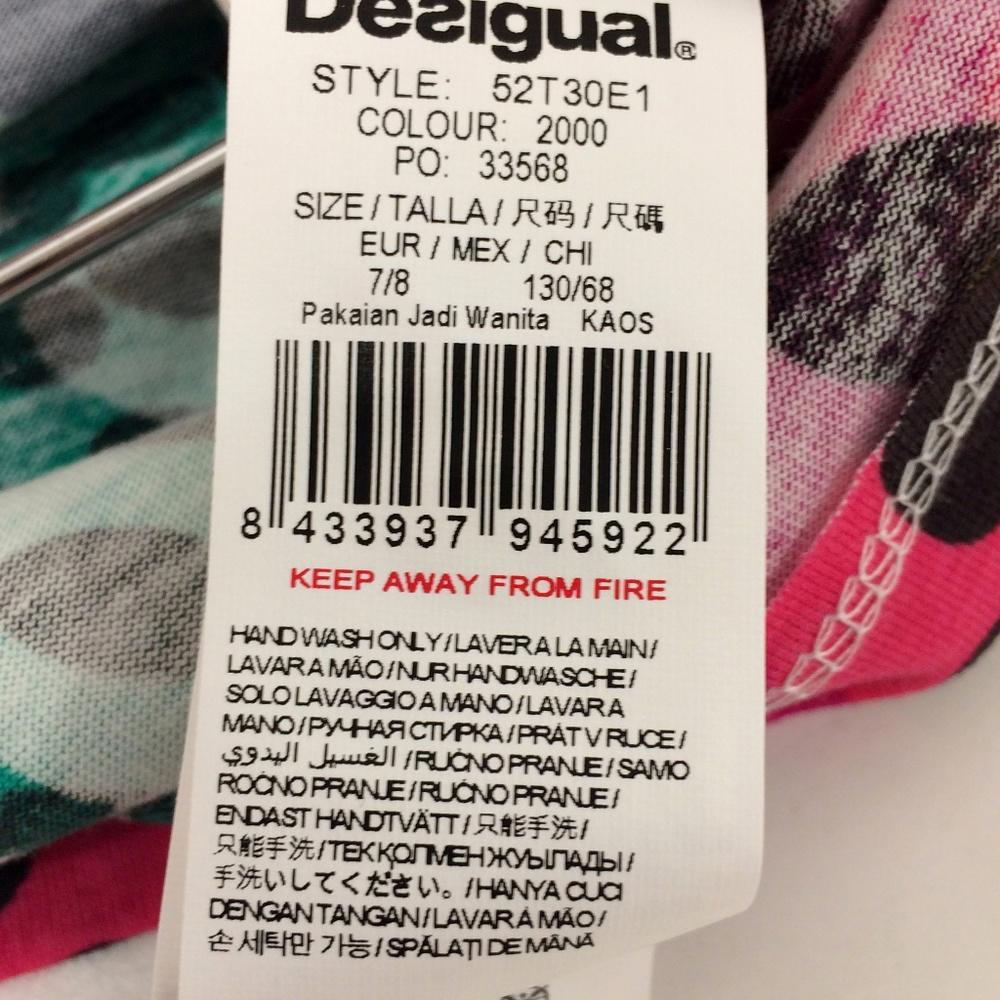 Desigual®
STYLE: 52T30E1
COLOUR: 2000
PO: 33568
SIZE / TALLA / 尺码 / 尺碼
EUR / MEX / CHI
7/8 130/68
Pakaian Jadi Wanita KAOS
8 433937 945922
KEEP AWAY FROM FIRE
HAND WASH ONLY / LAVER A LA MAIN /
LAVAR A MÃO / NUR HANDWASCHE /
SOLO LAVAGGIO A MANO / LAVAR A
MANO / РУЧНАЯ СТИРКА / PRÁT V RUCE /
الغسيل اليدوي / RUČNO PRANJE / SAMO
ROČNO PRANJE / RUČNO PRANJE /
ENDAST HANDTVÄTT / 只能手洗 /
只能手洗 / ТЕК ҚОЛМЕН ЖУЫЛАДЫ /
手洗いしてください。 / HANYA CUCI
DENGAN TANGAN / LAVAR À MÃO /
손 세탁만 가능 / SPĂLAȚI DE MÂNĂ